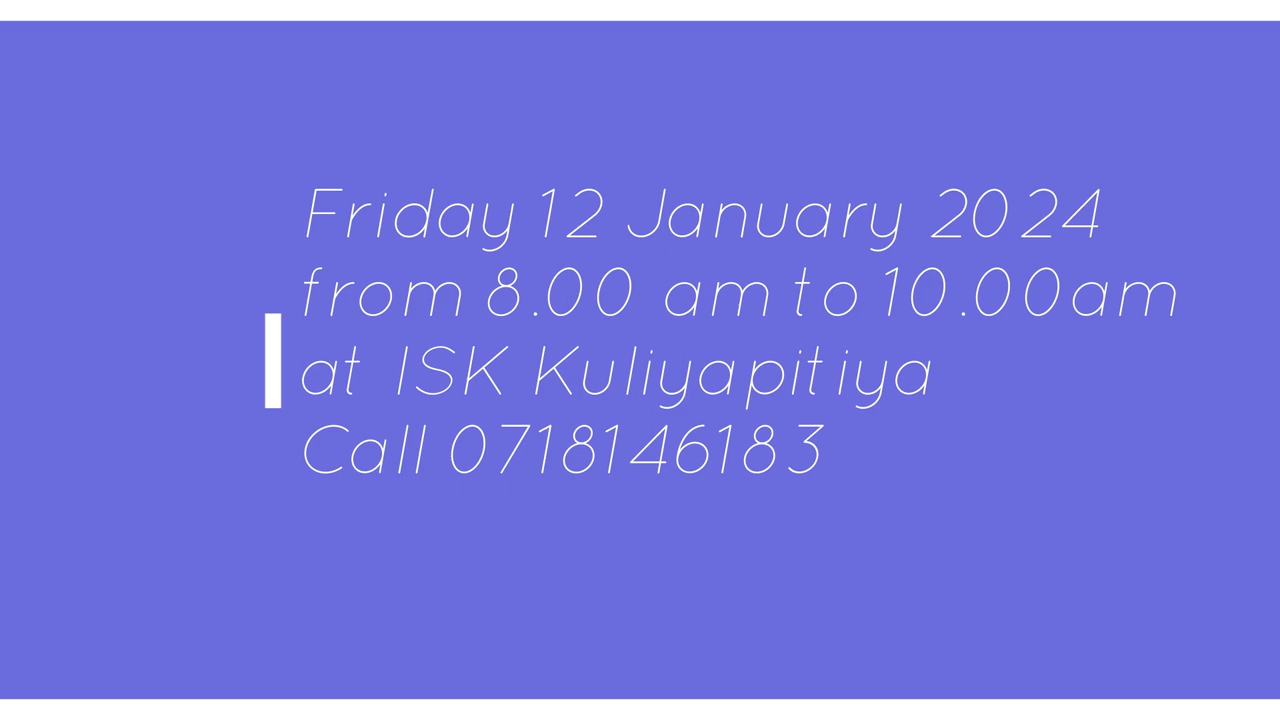 Friday 12 January 2024
from 8.00 am to 10.00am
at ISK Kuliyapitiya
Call 0718146183